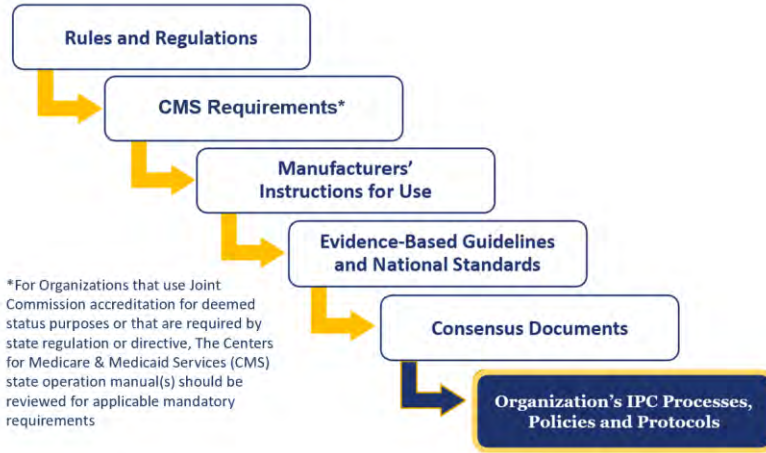 Rules and Regulations
CMS Requirements*
Manufacturers'
Instructions for Use
Evidence-Based Guidelines
and National Standards
Consensus Documents
Organization's IPC Processes,
Policies and Protocols
*For Organizations that use Joint
Commission accreditation for deemed
status purposes or that are required by
state regulation or directive, The Centers
for Medicare & Medicaid Services (CMS)
state operation manual(s) should be
reviewed for applicable mandatory
requirements